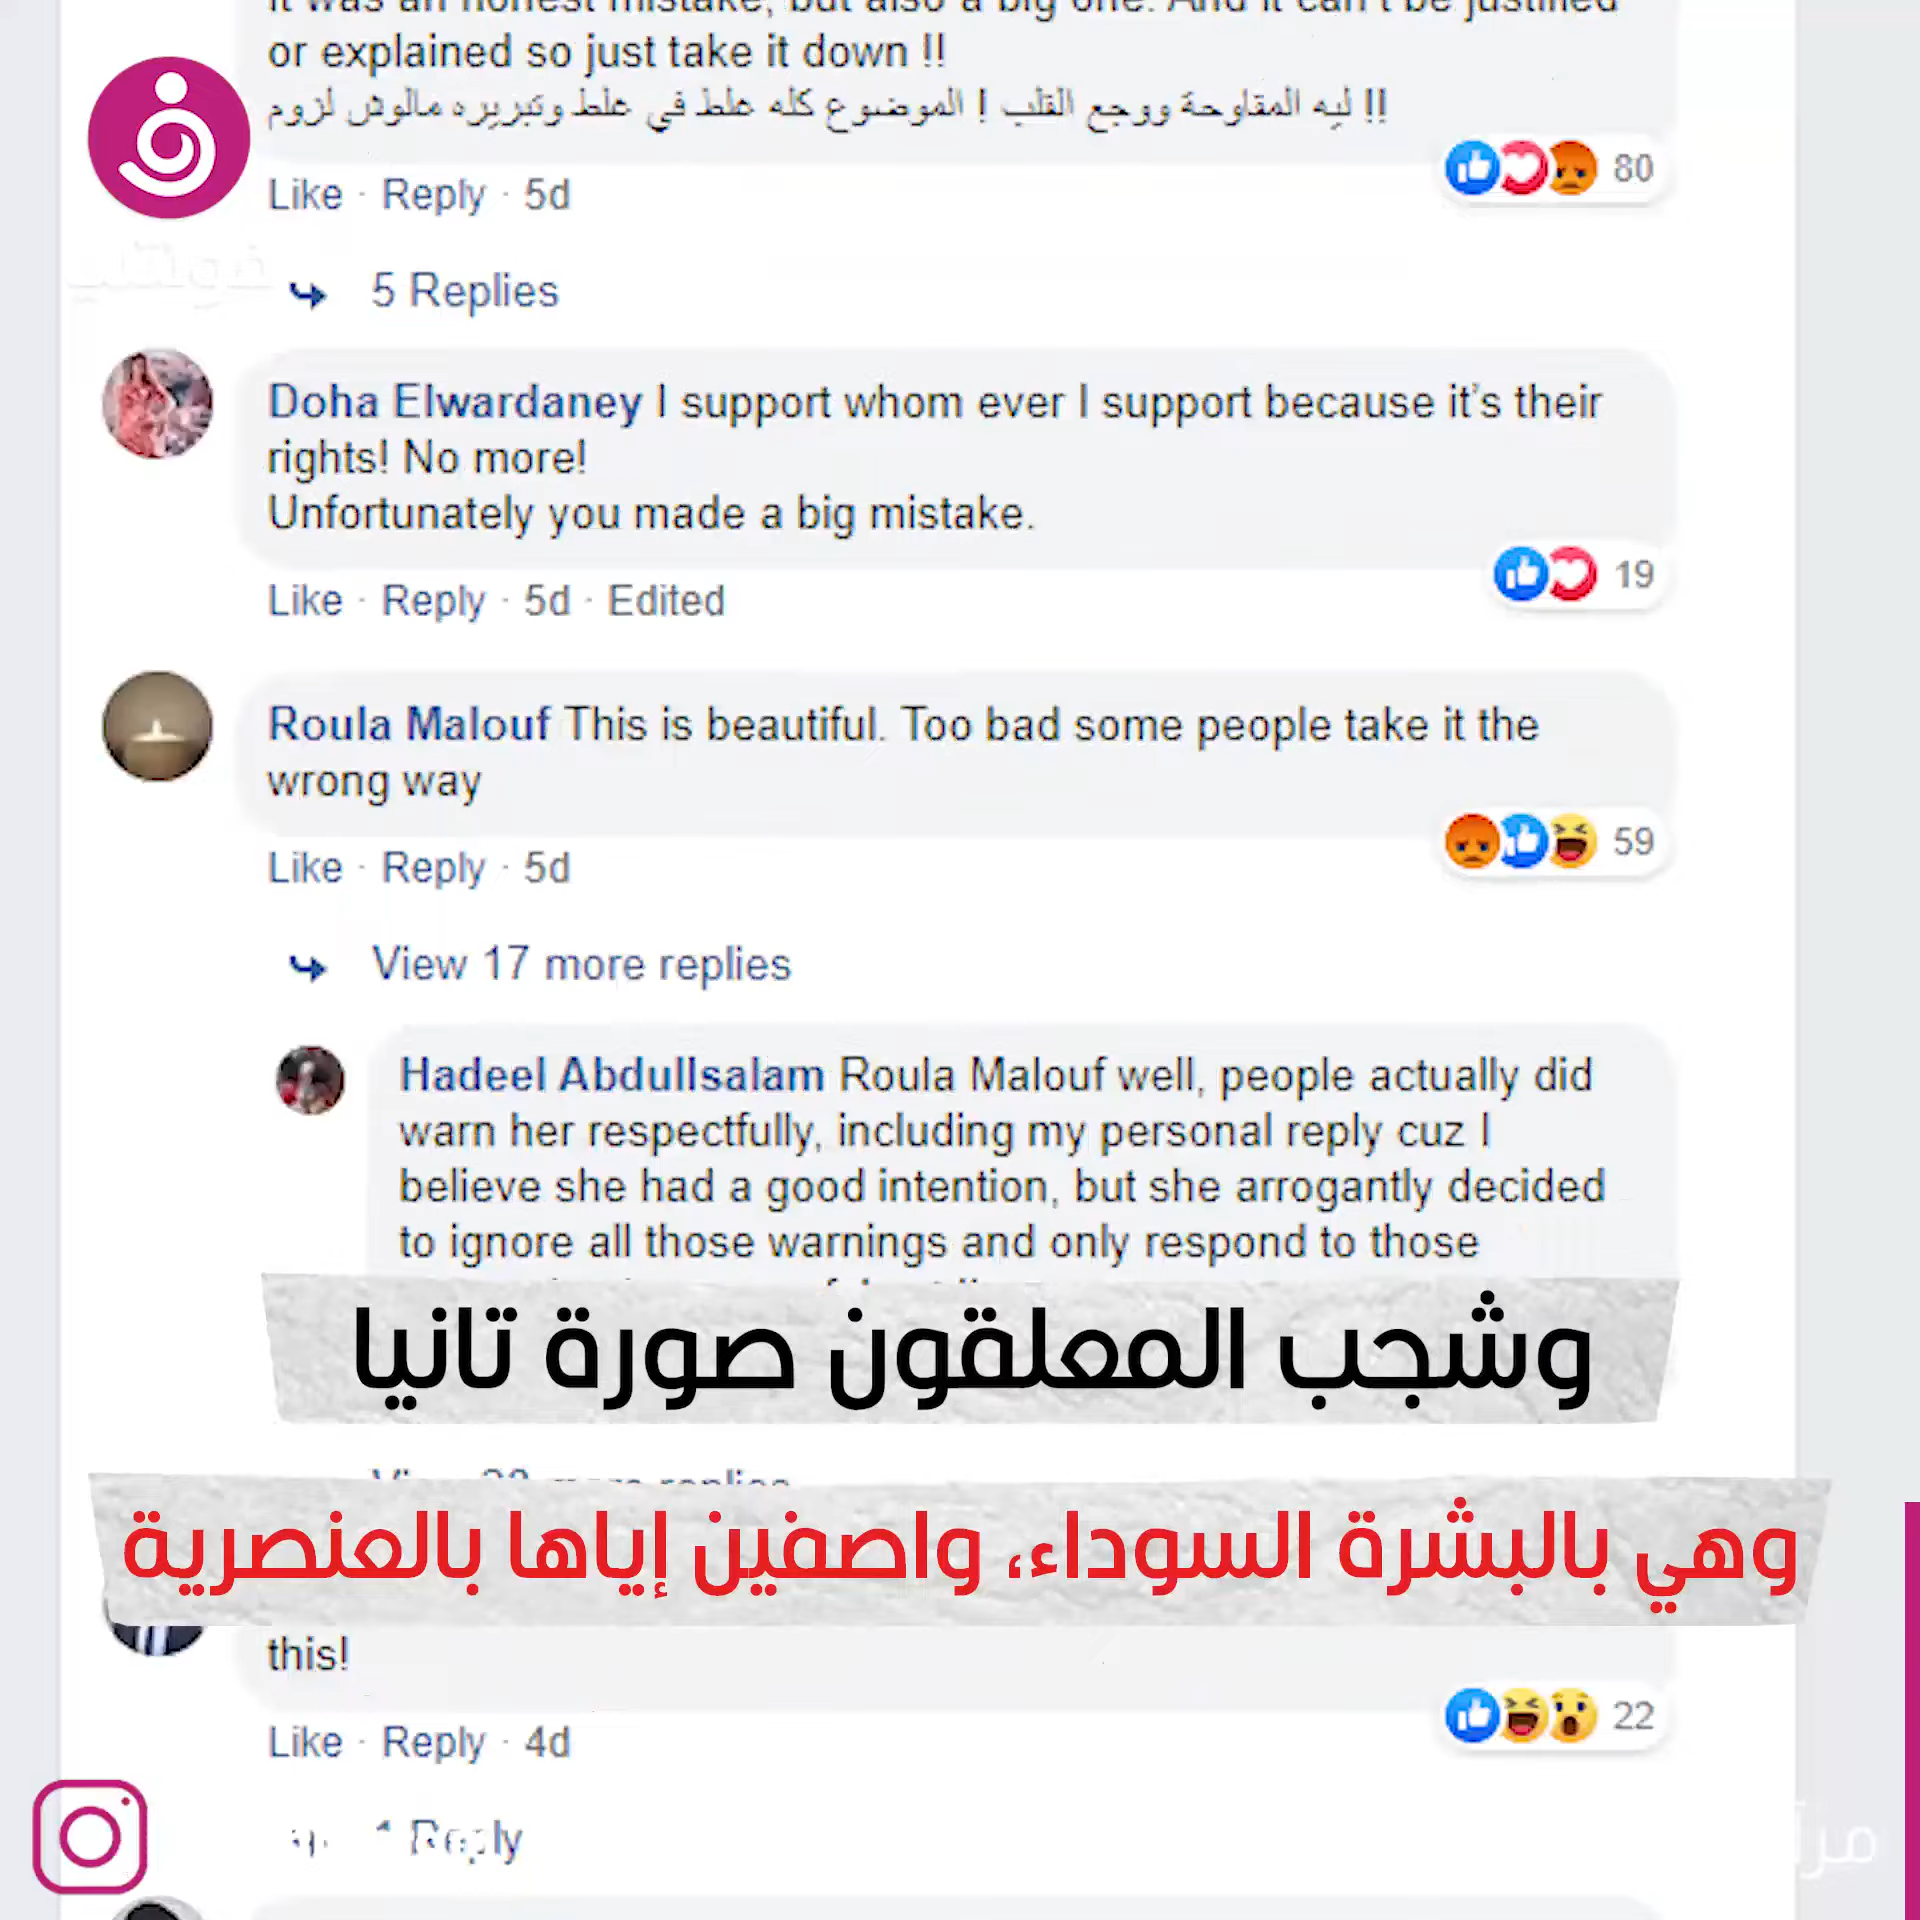 it was an honest mistake, but also a big one. And it can't be justified
or explained so just take it down !!
ليه المقاوحة ووجع القلب ! الموضوع كله غلط في غلط وتبريره مالوش لزوم !!
80
Like · Reply · 5d
فوشيا
5 Replies
Doha Elwardaney I support whom ever I support because it's their
rights! No more!
Unfortunately you made a big mistake.
19
Like · Reply · 5d · Edited
Roula Malouf This is beautiful. Too bad some people take it the
wrong way
59
Like · Reply · 5d
View 17 more replies
Hadeel Abdullsalam Roula Malouf well, people actually did
warn her respectfully, including my personal reply cuz I
believe she had a good intention, but she arrogantly decided
to ignore all those warnings and only respond to those
وشجب المعلقون صورة تانيا
more replies
وهي بالبشرة السوداء، واصفين إياها بالعنصرية
this!
22
Like · Reply · 4d
1 Reply